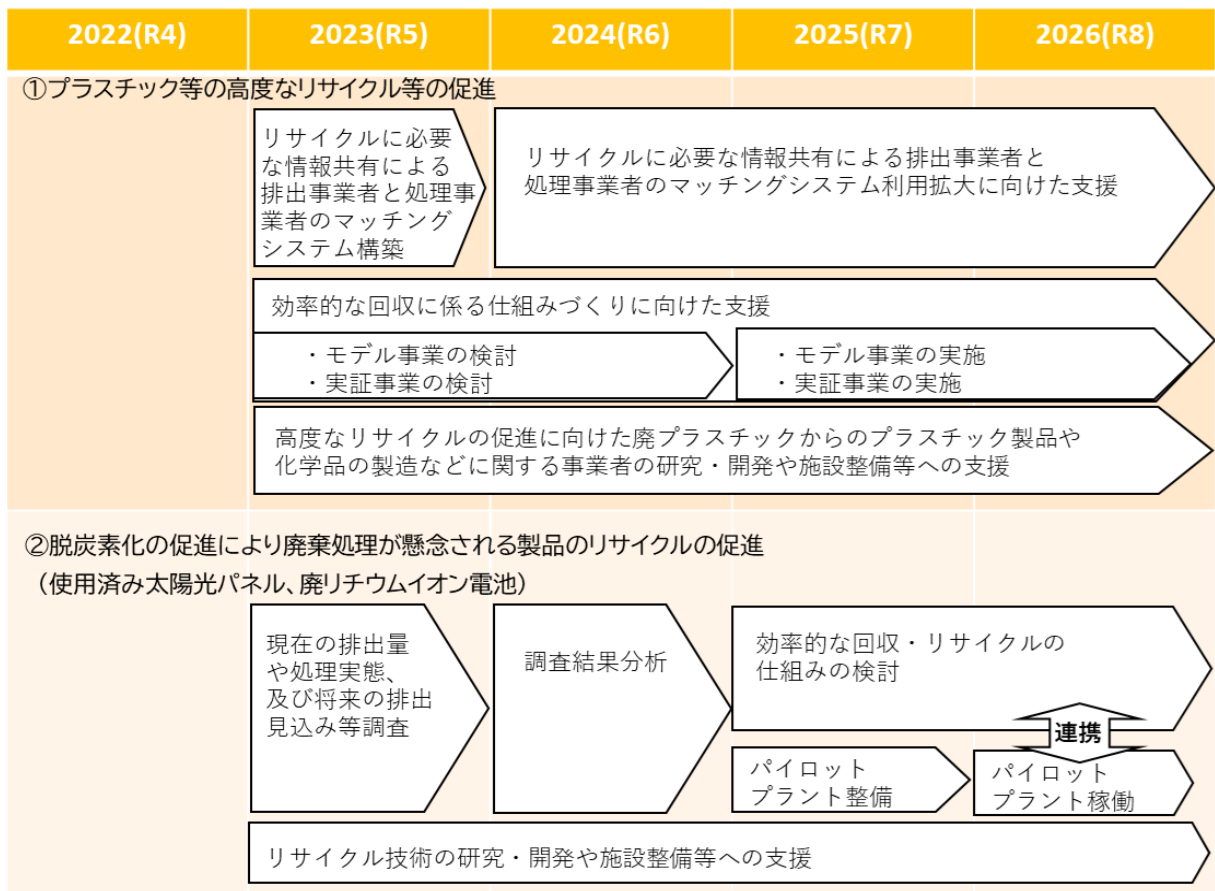 2022(R4) 2023(R5) 2024(R6) 2025(R7) 2026(R8)
①プラスチック等の高度なリサイクル等の促進
リサイクルに必要
な情報共有による
排出事業者と処理事
業者のマッチング
システム構築
リサイクルに必要な情報共有による排出事業者と
処理事業者のマッチングシステム利用拡大に向けた支援
効率的な回収に係る仕組みづくりに向けた支援
・モデル事業の検討
・実証事業の検討
・モデル事業の実施
・実証事業の実施
高度なリサイクルの促進に向けた廃プラスチックからのプラスチック製品や
化学品の製造などに関する事業者の研究・開発や施設整備等への支援
②脱炭素化の促進により廃棄処理が懸念される製品のリサイクルの促進
（使用済み太陽光パネル、廃リチウムイオン電池）
現在の排出量
や処理実態、
及び将来の排出
見込み等調査
調査結果分析
効率的な回収・リサイクルの
仕組みの検討
連携
パイロット
プラント整備
パイロット
プラント稼働
リサイクル技術の研究・開発や施設整備等への支援